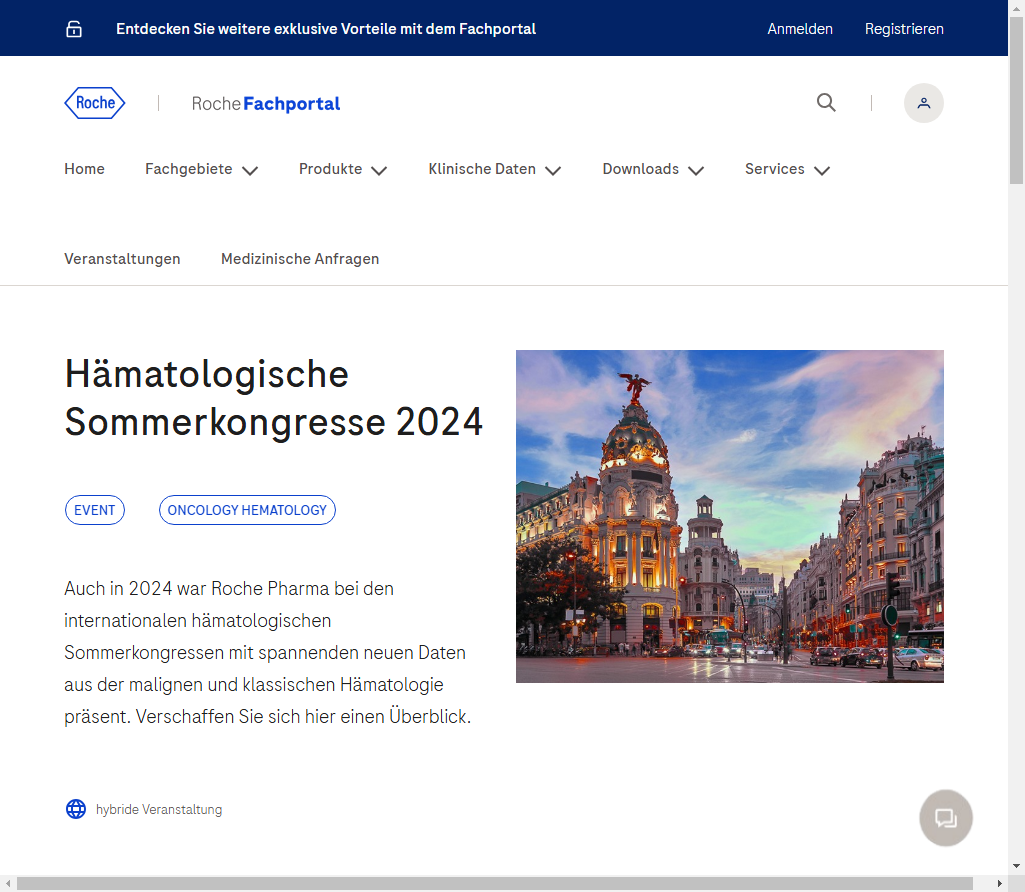 Entdecken Sie weitere exklusive Vorteile mit dem Fachportal
Anmelden
Registrieren
Roche
Roche Fachportal
Home
Fachgebiete
Produkte
Klinische Daten
Downloads
Services
Veranstaltungen
Medizinische Anfragen
Hämatologische
Sommerkongresse 2024
EVENT
ONCOLOGY HEMATOLOGY
Auch in 2024 war Roche Pharma bei den
internationalen hämatologischen
Sommerkongressen mit spannenden neuen Daten
aus der malignen und klassischen Hämatologie
präsent. Verschaffen Sie sich hier einen Überblick.
hybride Veranstaltung